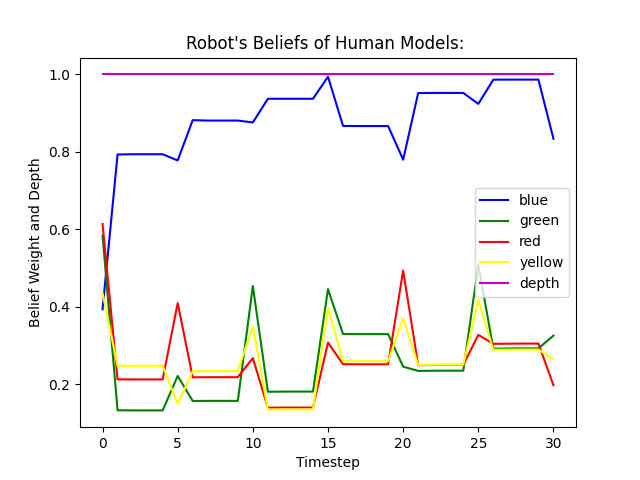 Robot's Beliefs of Human Models:
Belief Weight and Depth
1.0
0.8
0.6
0.4
0.2
blue
green
red
yellow
depth
0 5 10 15 20 25 30
Timestep